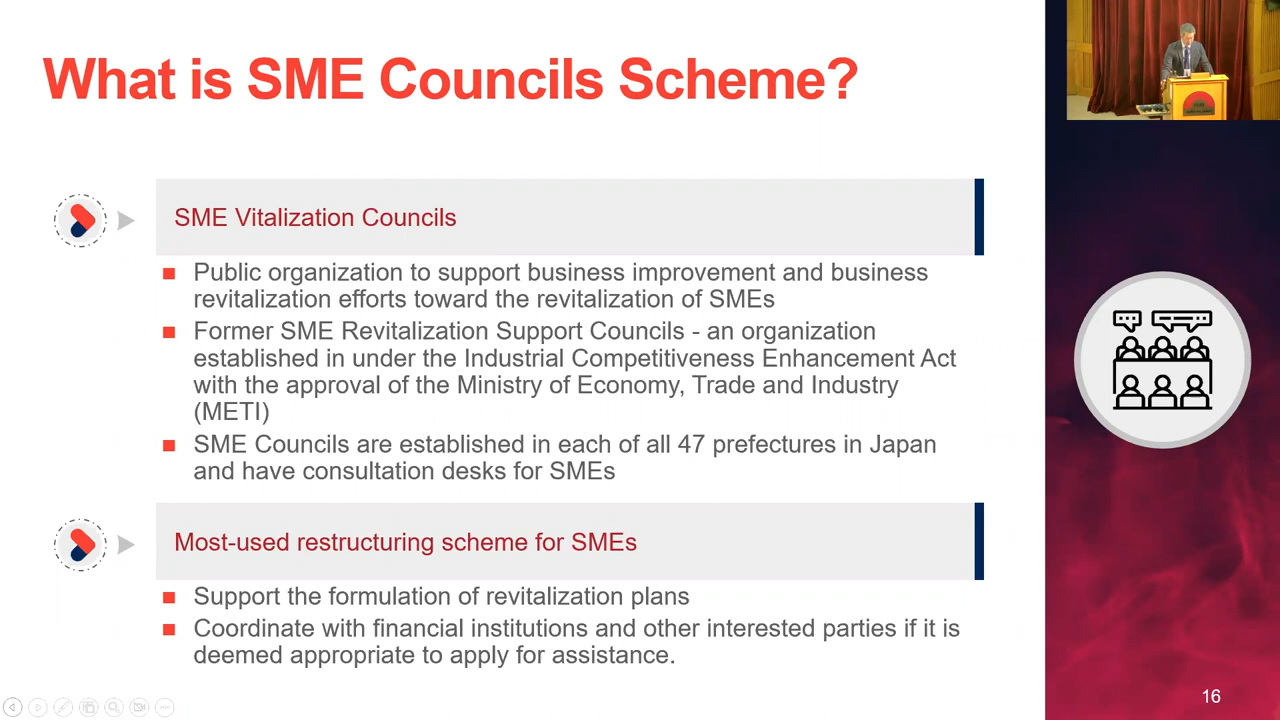 What is SME Councils Scheme?
SME Vitalization Councils
Public organization to support business improvement and business
revitalization efforts toward the revitalization of SMEs
Former SME Revitalization Support Councils - an organization
established in under the Industrial Competitiveness Enhancement Act
with the approval of the Ministry of Economy, Trade and Industry
(METI)
SME Councils are established in each of all 47 prefectures in Japan
and have consultation desks for SMEs
Most-used restructuring scheme for SMEs
Support the formulation of revitalization plans
Coordinate with financial institutions and other interested parties if it is
deemed appropriate to apply for assistance.
16